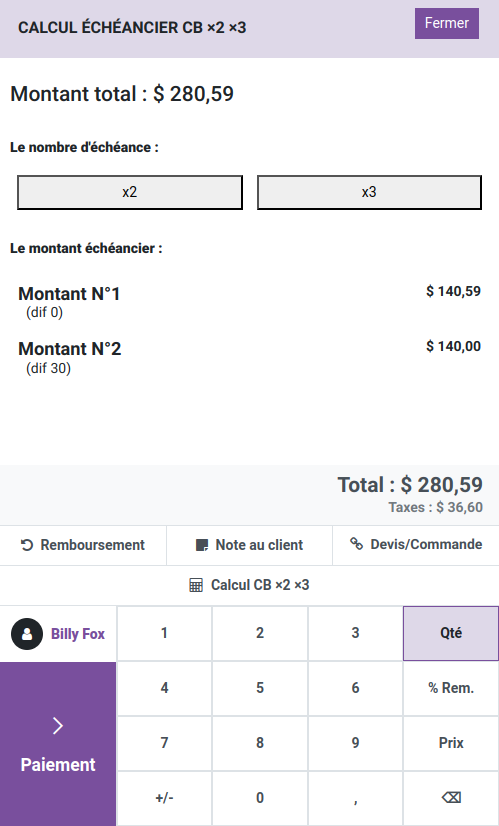 CALCUL ÉCHÉANCIER CB ×2 ×3
Fermer
Montant total : $ 280,59
Le nombre d'échéance :
x2 x3
Le montant échéancier :
Montant N°1 $ 140,59
(dif 0)
Montant N°2 $ 140,00
(dif 30)
Total : $ 280,59
Taxes : $ 36,60
Remboursement Note au client Devis/Commande
Calcul CB ×2 ×3
Billy Fox 1 2 3 Qté
4 5 6 % Rem.
7 8 9 Prix
Paiement
+/- 0 , ⌫